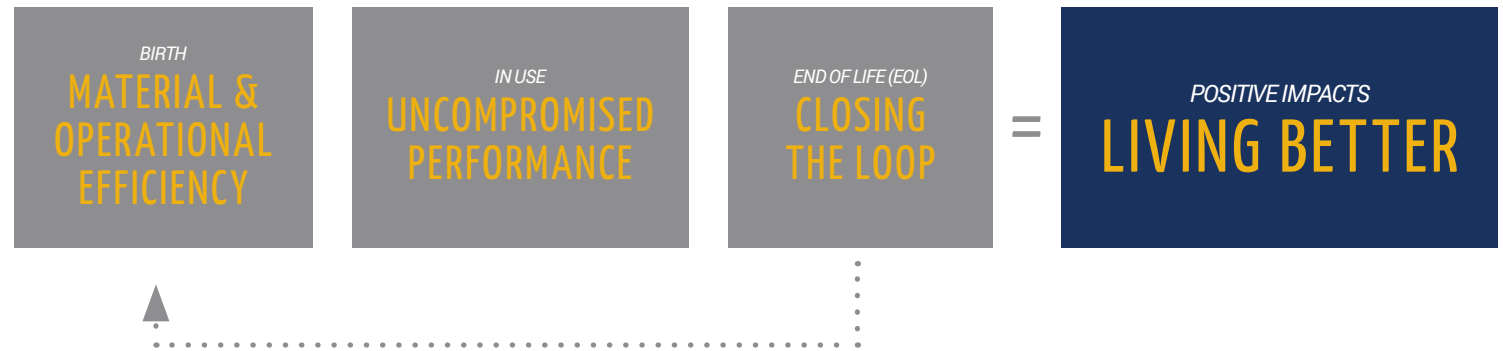 BIRTH
MATERIAL &
OPERATIONAL
EFFICIENCY
IN USE
UNCOMPROMISED
PERFORMANCE
END OF LIFE (EOL)
CLOSING
THE LOOP
=
POSITIVE IMPACTS
LIVING BETTER